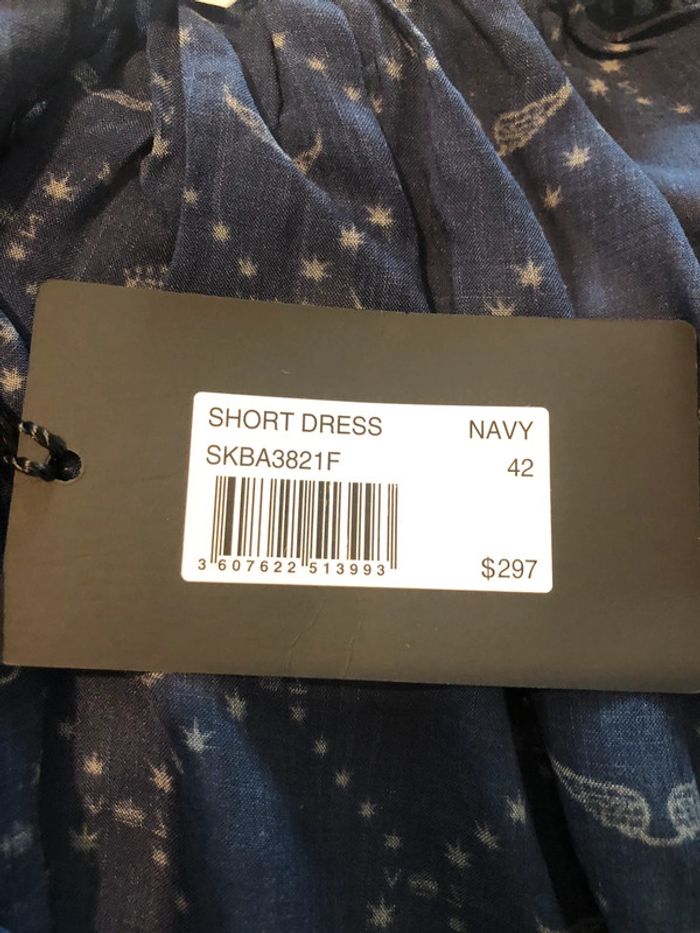 SHORT DRESS NAVY
SKBA3821F 42
3 607622 513993
$297